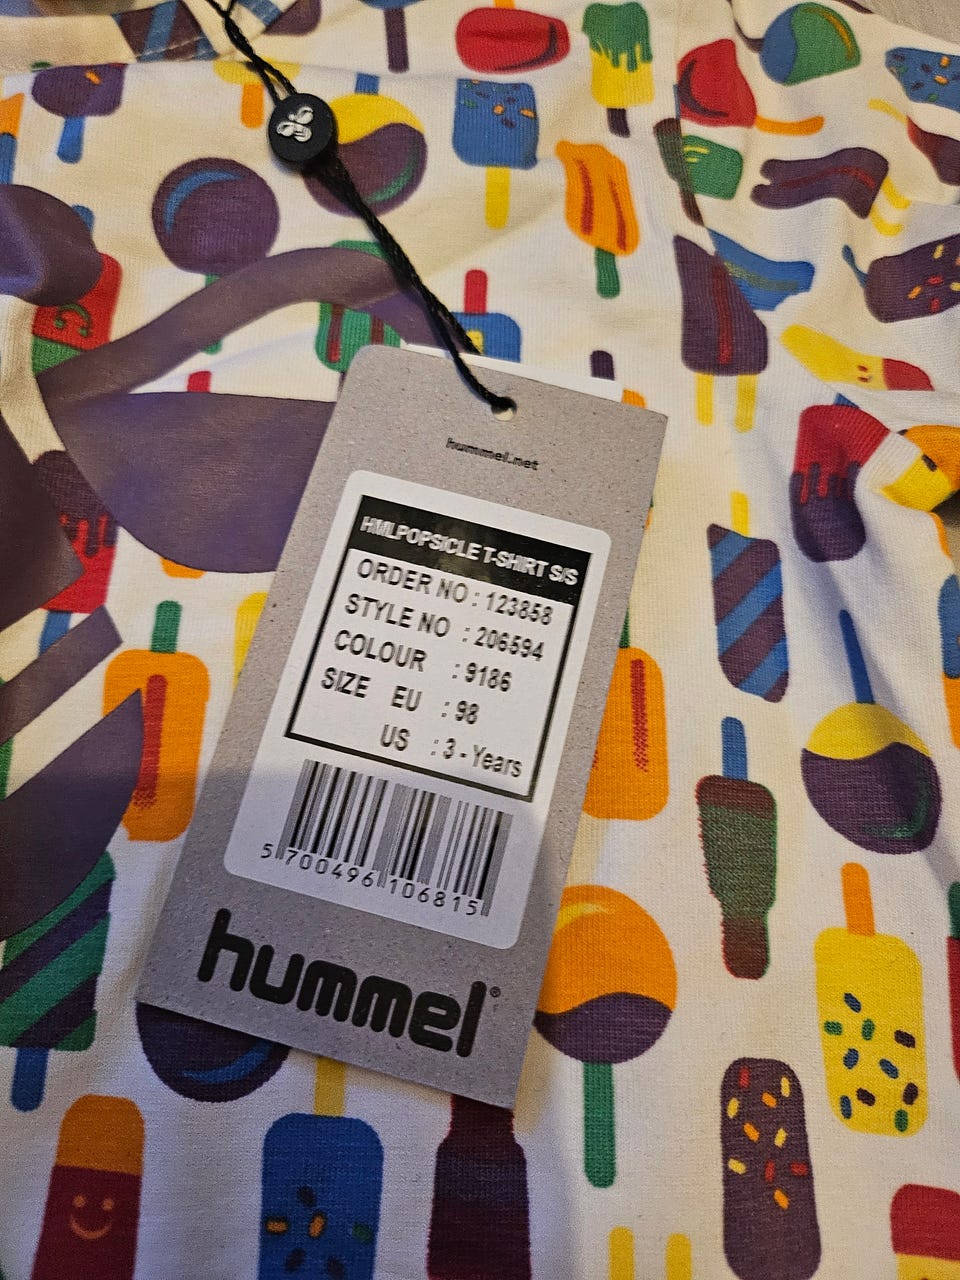 hummel.net
HMLPOPSICLE T-SHIRT S/S
ORDER NO : 123858
STYLE NO : 206594
COLOUR : 9186
SIZE EU : 98
US : 3 - Years
5 700496 106815
hummel®